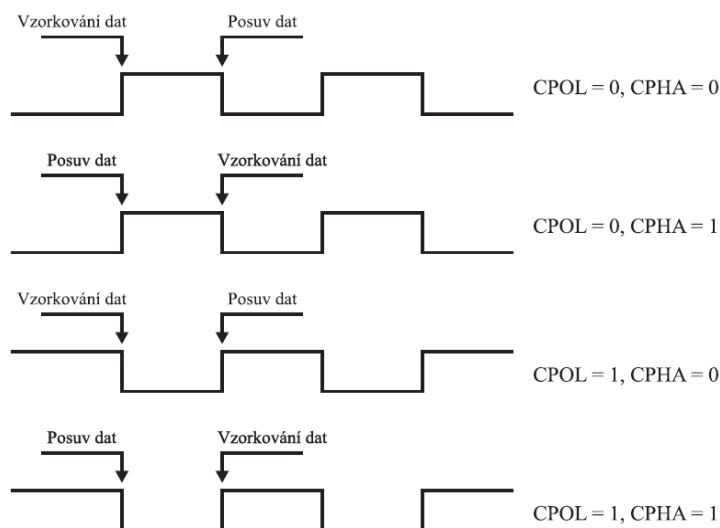 Vzorkování dat
Posuv dat
CPOL = 0, CPHA = 0
Posuv dat
Vzorkování dat
CPOL = 0, CPHA = 1
Vzorkování dat
Posuv dat
CPOL = 1, CPHA = 0
Posuv dat
Vzorkování dat
CPOL = 1, CPHA = 1